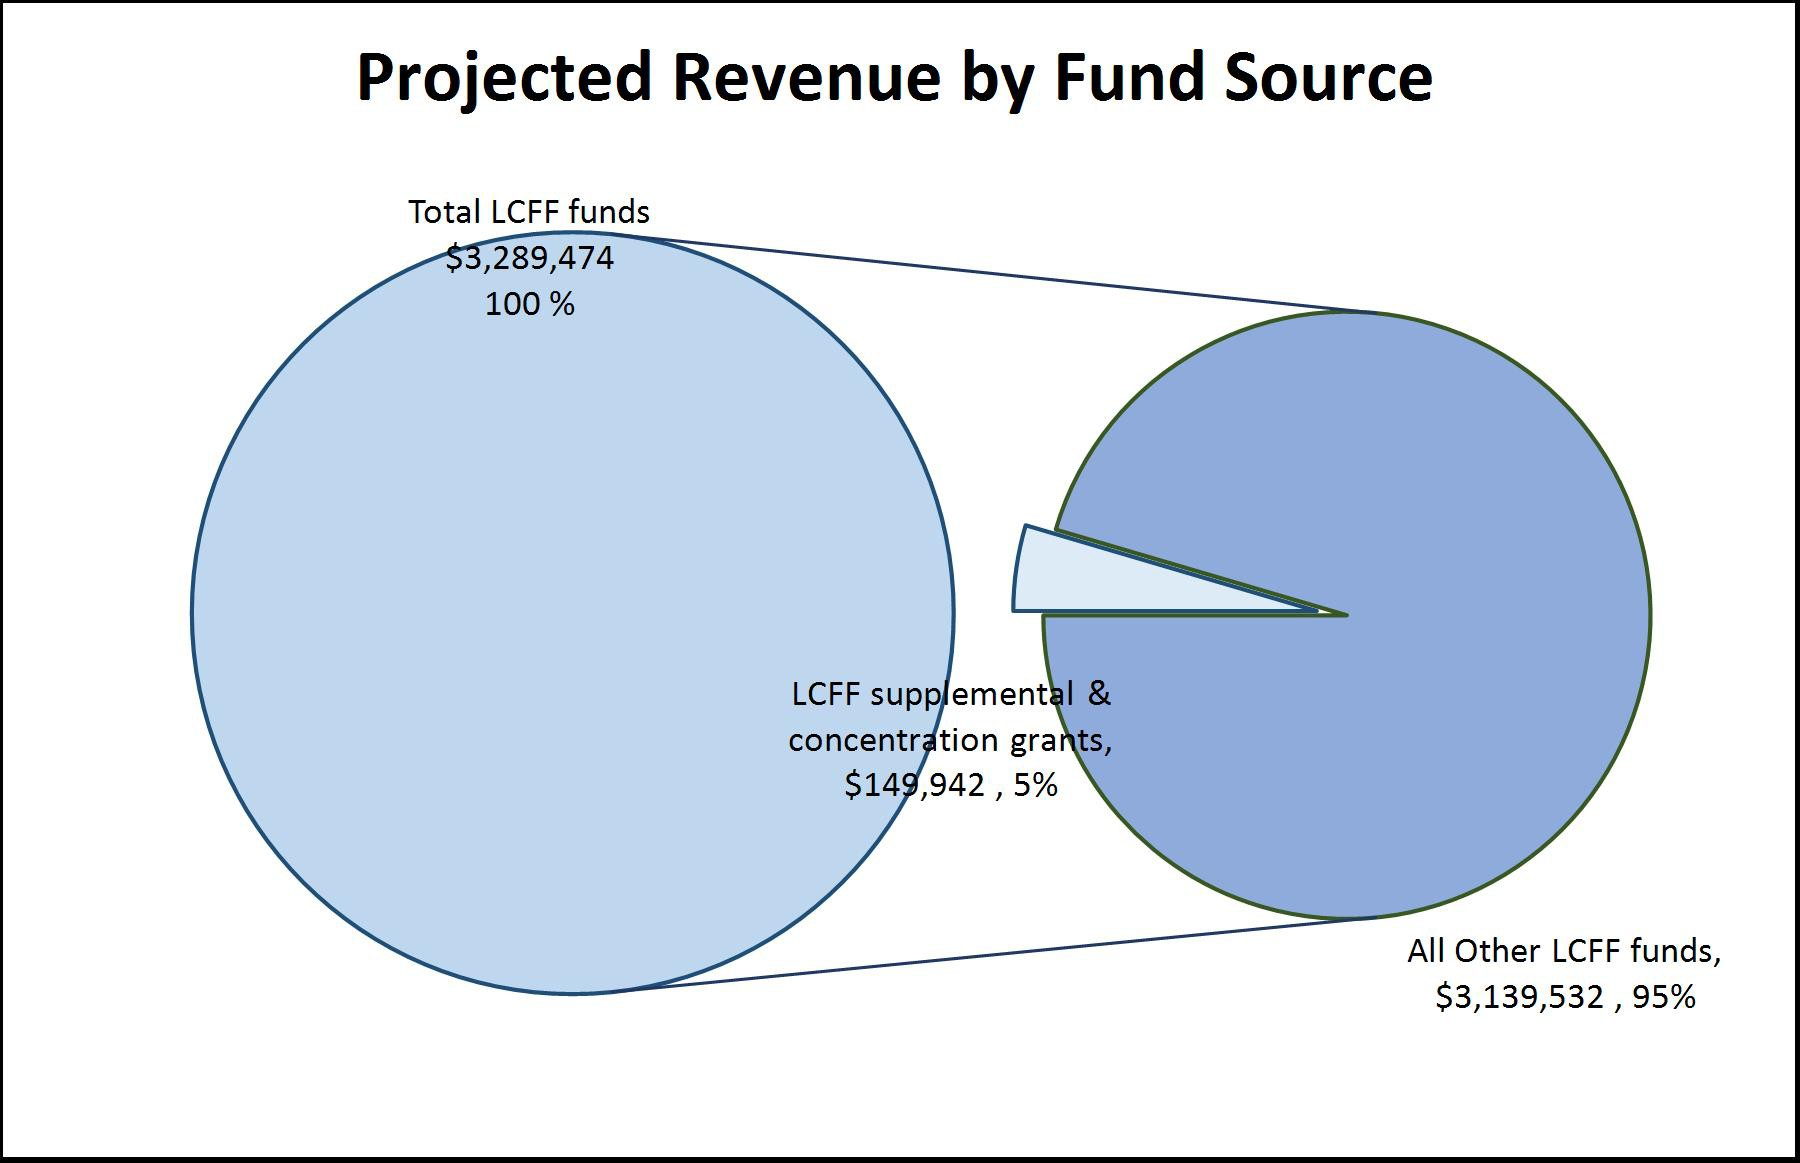 Projected Revenue by Fund Source
Total LCFF funds
$3,289,474
100 %
LCFF supplemental &
concentration grants,
$149,942 , 5%
All Other LCFF funds,
$3,139,532 , 95%